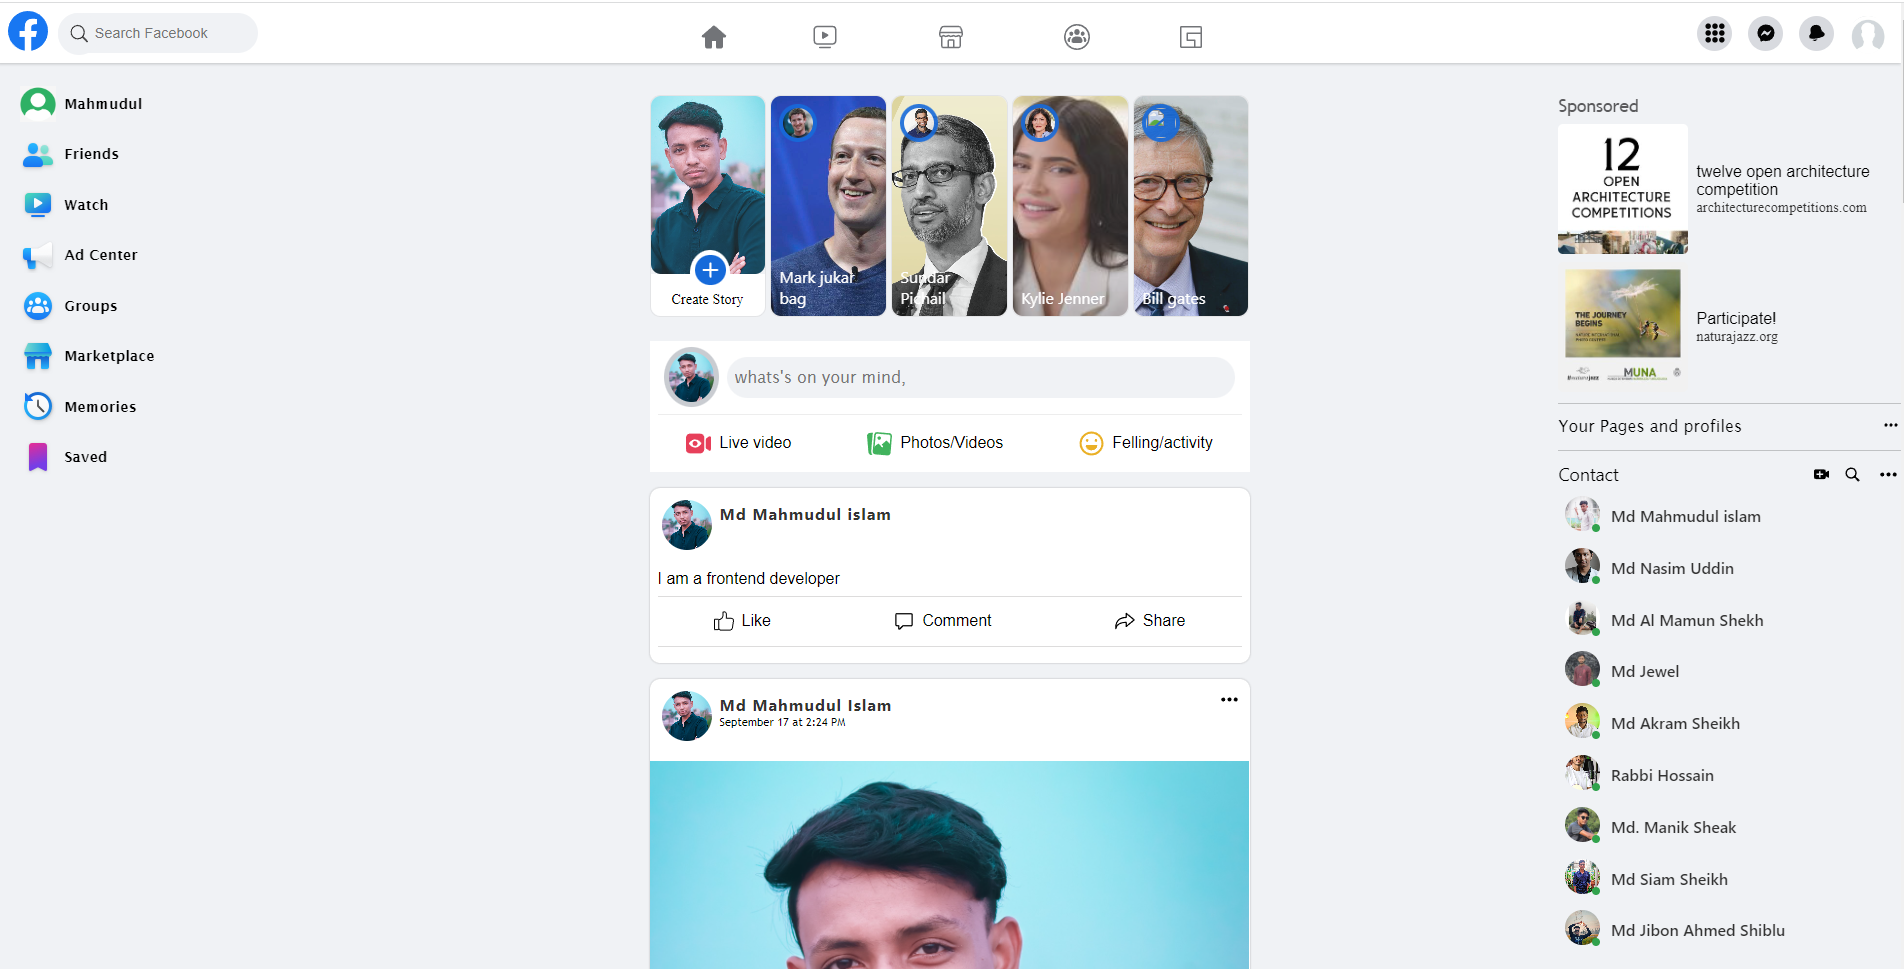 Search Facebook
Mahmudul
Friends
Watch
Ad Center
Groups
Marketplace
Memories
Saved
Create Story
Mark jukar
bag
Sundar
Pichail
Kylie Jenner
Bill gates
whats's on your mind,
Live video
Photos/Videos
Felling/activity
Md Mahmudul islam
I am a frontend developer
Like
Comment
Share
Md Mahmudul Islam
September 17 at 2:24 PM
Sponsored
12
OPEN
ARCHITECTURE
COMPETITIONS
twelve open architecture
competition
architecturecompetitions.com
THE JOURNEY
BEGINS
MUNA
Participate!
naturajazz.org
Your Pages and profiles
Contact
Md Mahmudul islam
Md Nasim Uddin
Md Al Mamun Shekh
Md Jewel
Md Akram Sheikh
Rabbi Hossain
Md. Manik Sheak
Md Siam Sheikh
Md Jibon Ahmed Shiblu